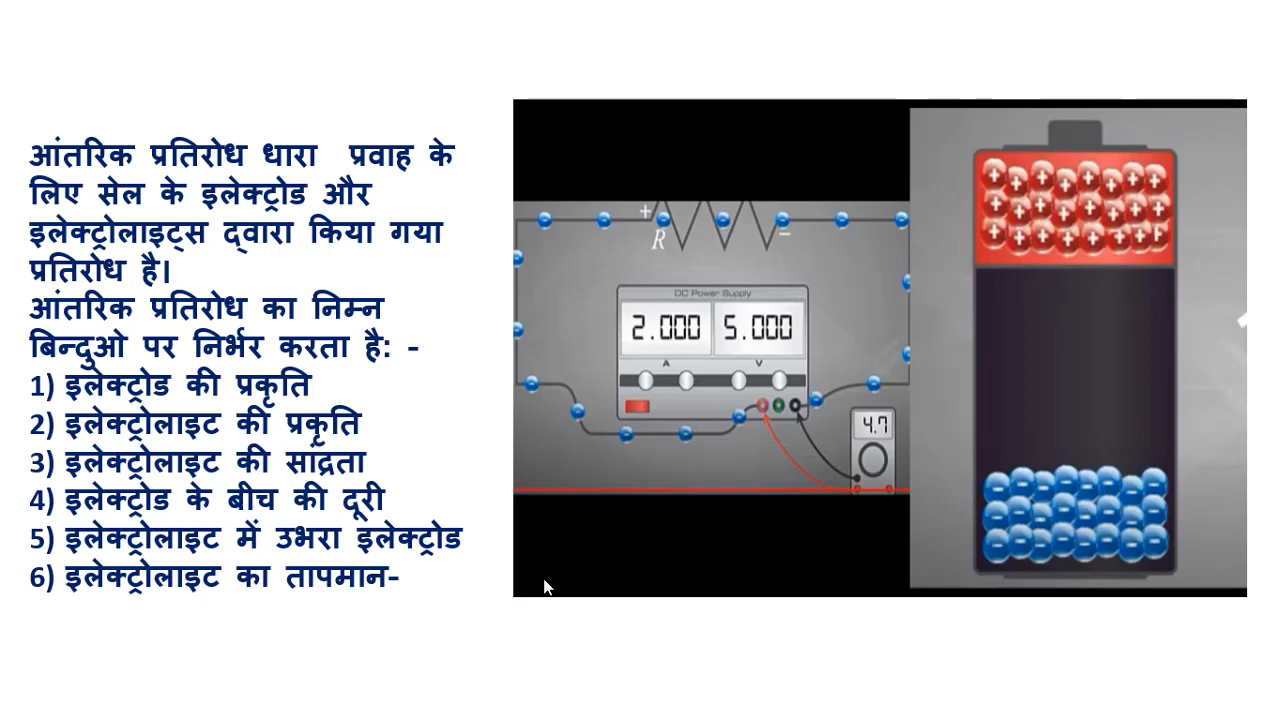 आंतरिक प्रतिरोध धारा प्रवाह के
लिए सेल के इलेक्ट्रोड और
इलेक्ट्रोलाइट्स द्वारा किया गया
प्रतिरोध है।
आंतरिक प्रतिरोध का निम्न
बिन्दुओ पर निर्भर करता है: -
1) इलेक्ट्रोड की प्रकृति
2) इलेक्ट्रोलाइट की प्रकृति
3) इलेक्ट्रोलाइट की सांद्रता
4) इलेक्ट्रोड के बीच की दूरी
5) इलेक्ट्रोलाइट में उभरा इलेक्ट्रोड
6) इलेक्ट्रोलाइट का तापमान-
+ R −
DC Power Supply
2.000 5.000
A V
4.7